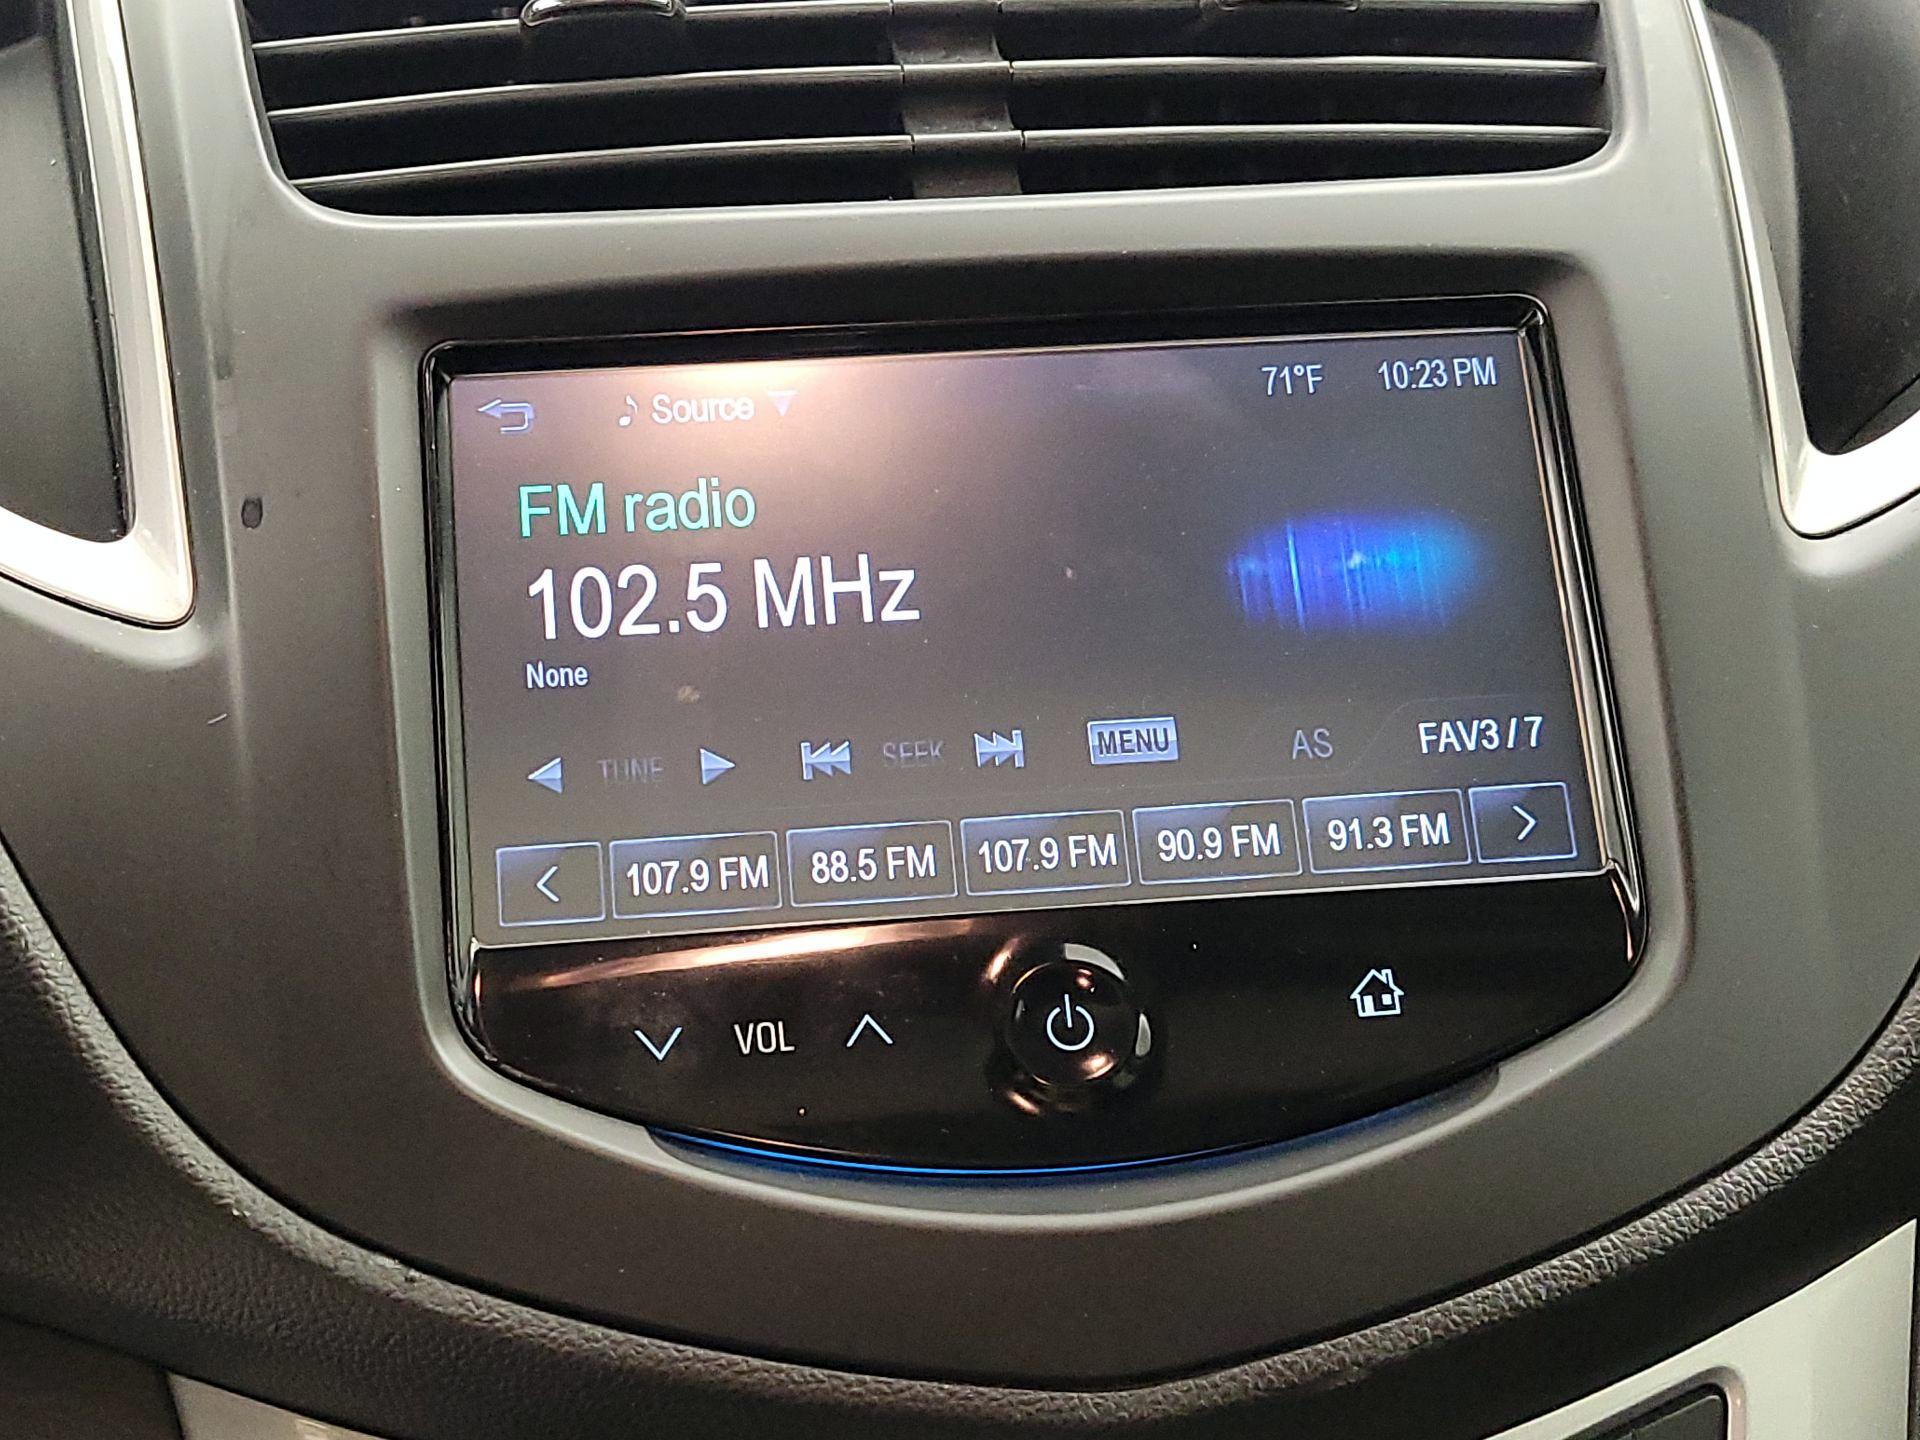 Source
71°F 10:23 PM
FM radio
102.5 MHz
None
TUNE SEEK MENU AS FAV3 / 7
107.9 FM 88.5 FM 107.9 FM 90.9 FM 91.3 FM
VOL